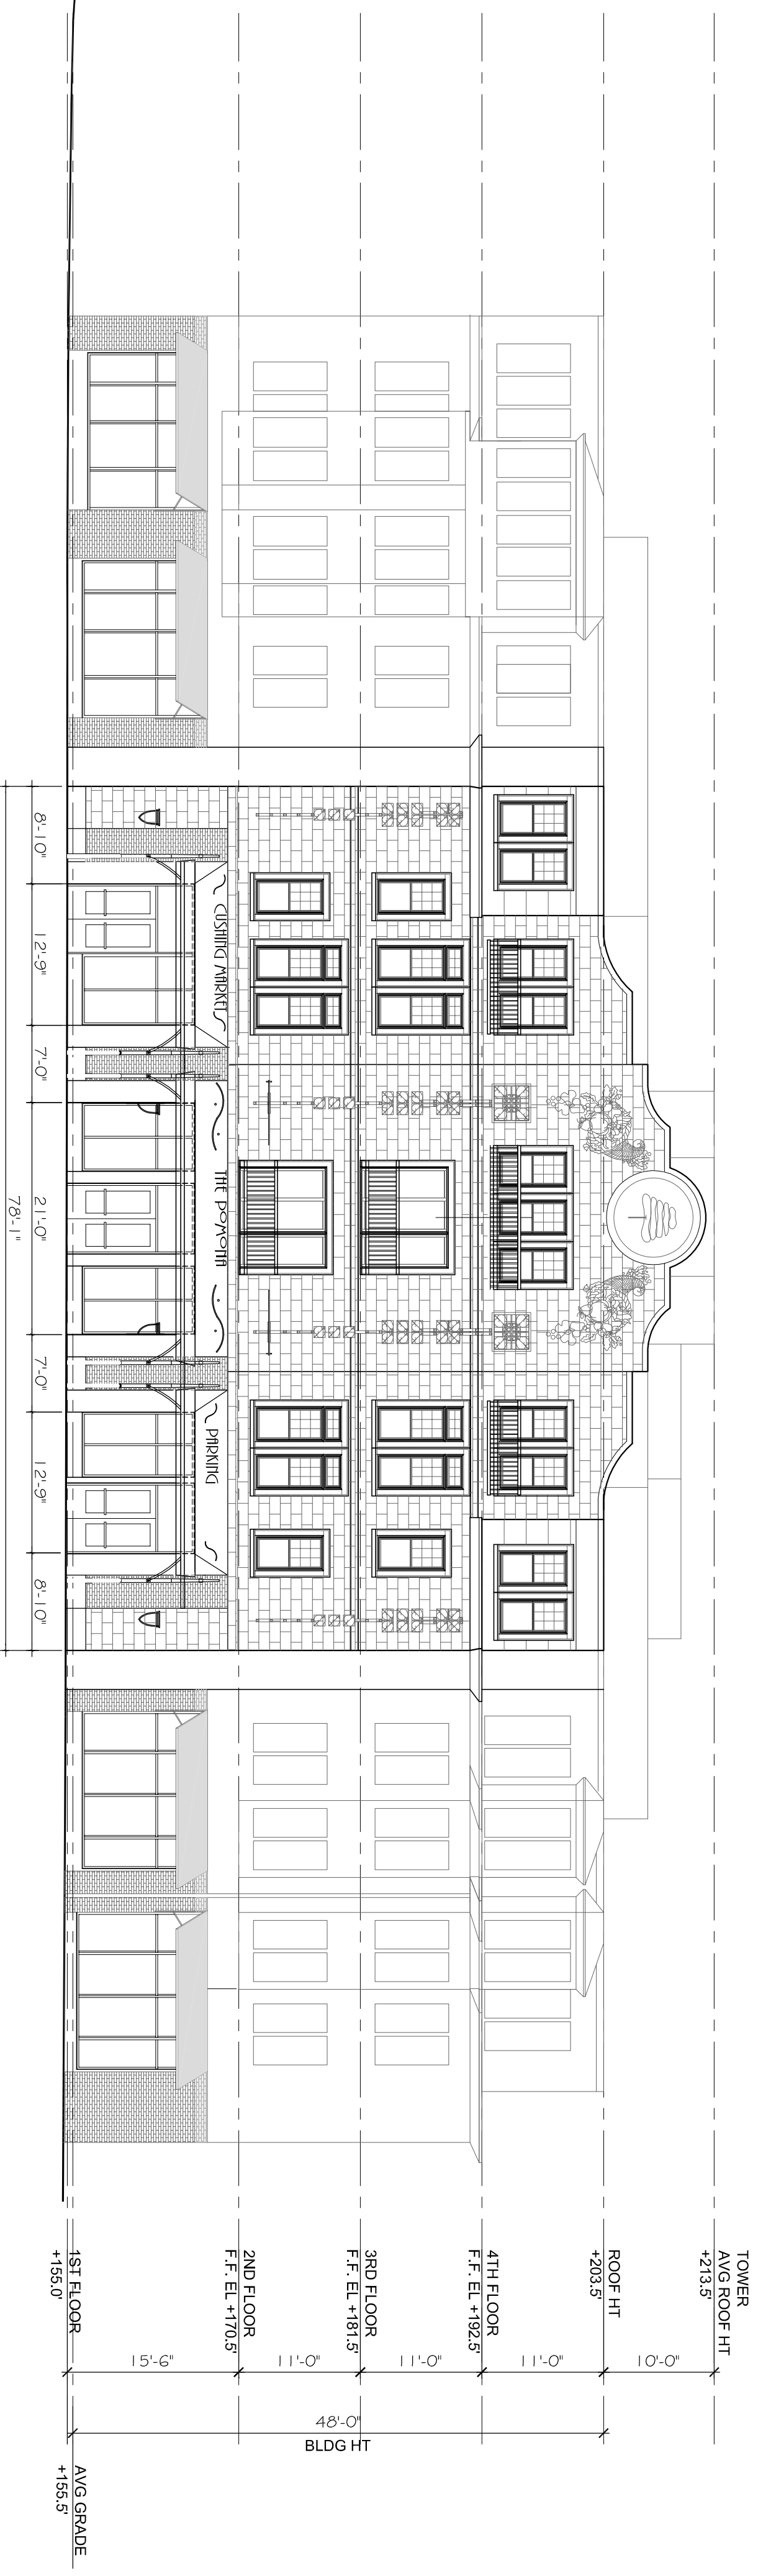 TOWER
AVG ROOF HT
+213.5'
ROOF HT
+203.5'
4TH FLOOR
F.F. EL +192.5'
3RD FLOOR
F.F. EL +181.5'
2ND FLOOR
F.F. EL +170.5'
1ST FLOOR
+155.0'
10'-0"
11'-0"
11'-0"
11'-0"
15'-6"
48'-0"
BLDG HT
AVG GRADE
+155.5'
CUSHING MARKET
THE POMONA
PARKING
8'-10"
12'-9"
7'-0"
21'-0"
7'-0"
12'-9"
8'-10"
78'-1"